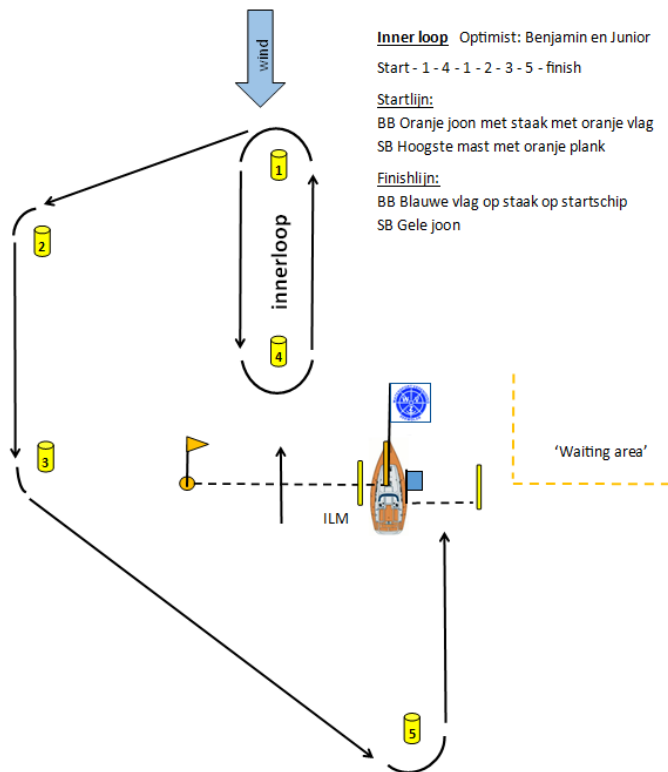 wind
Inner loop Optimist: Benjamin en Junior
Start - 1 - 4 - 1 - 2 - 3 - 5 - finish
Startlijn:
BB Oranje joon met staak met oranje vlag
SB Hoogste mast met oranje plank
Finishlijn:
BB Blauwe vlag op staak op startschip
SB Gele joon
1
2
innerloop
4
3
'Waiting area'
ILM
5